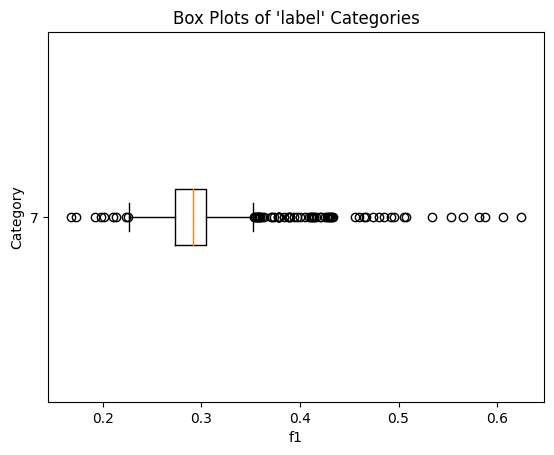 Box Plots of 'label' Categories
Category
7
0.2 0.3 0.4 0.5 0.6
f1